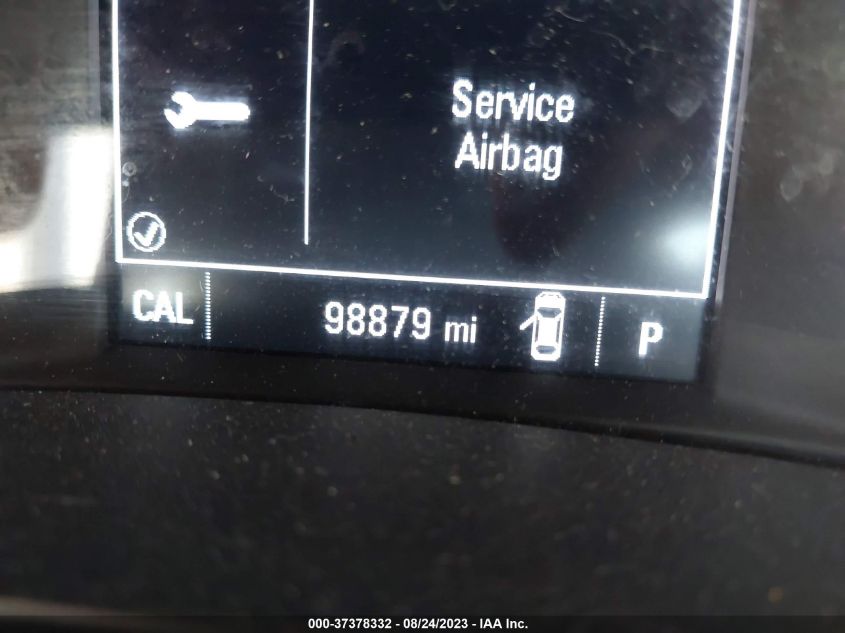 Service
Airbag
CAL 98879 mi P
000-37378332 - 08/24/2023 - IAA Inc.